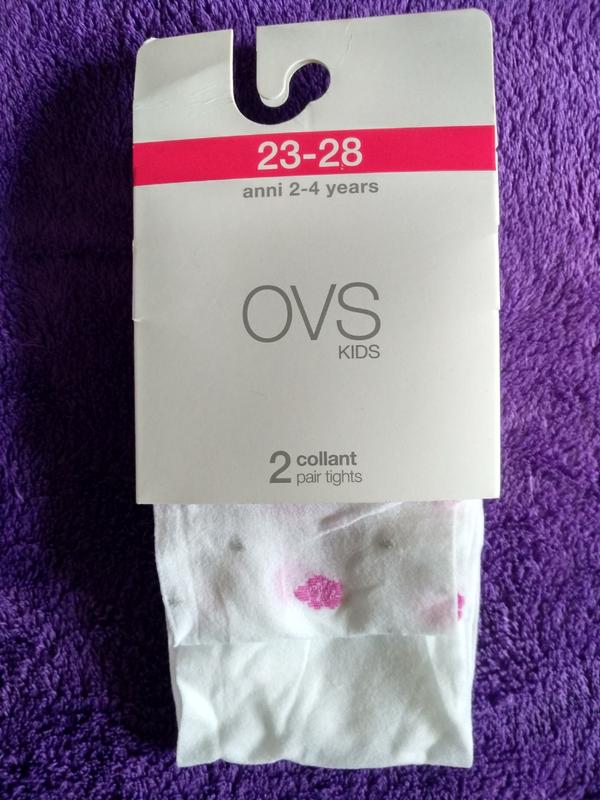 23-28
anni 2-4 years
OVS
KIDS
2 collant
pair tights